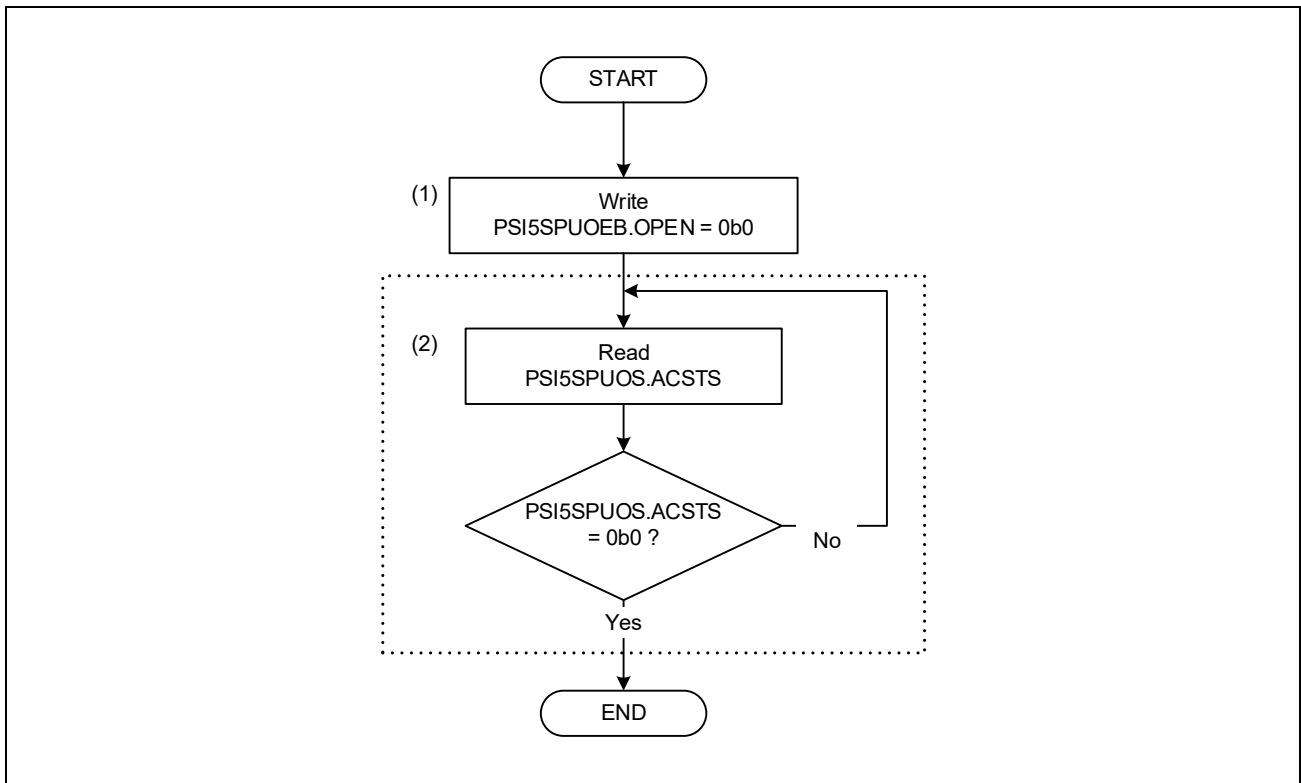 START
(1)
Write
PSI5SPUOEB.OPEN = 0b0
(2)
Read
PSI5SPUOS.ACSTS
PSI5SPUOS.ACSTS
= 0b0 ?
No
Yes
END